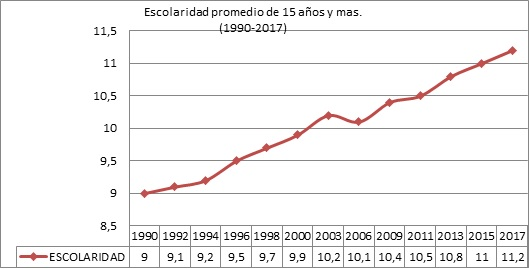 Escolaridad promedio de 15 años y mas.
(1990-2017)
11,5
11
10,5
10
9,5
9
8,5
1990 1992 1994 1996 1998 2000 2003 2006 2009 2011 2013 2015 2017
ESCOLARIDAD 9 9,1 9,2 9,5 9,7 9,9 10,2 10,1 10,4 10,5 10,8 11 11,2